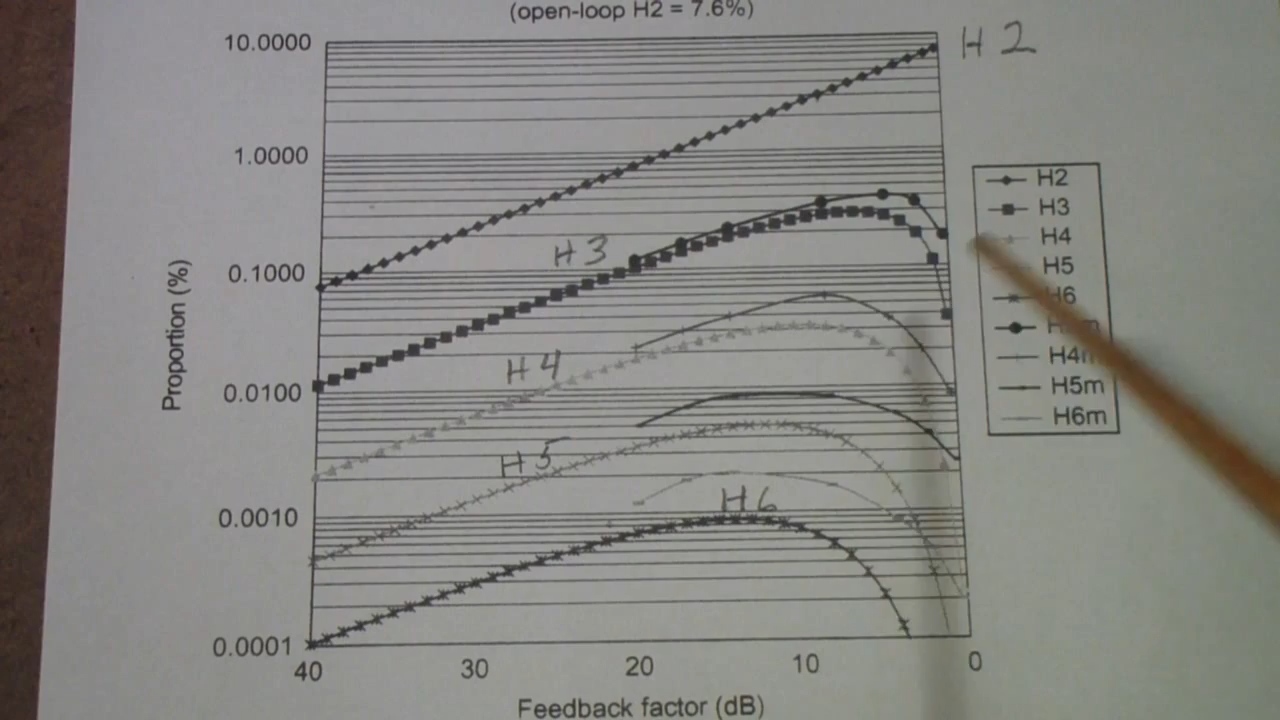 (open-loop H2 = 7.6%)
10.0000
1.0000
0.1000
0.0100
0.0010
0.0001
Proportion (%)
40
30
20
10
0
Feedback factor (dB)
H2
H3
H4
H5
H6
H2
H3
H4
H5
H6
H4m
H5m
H6m